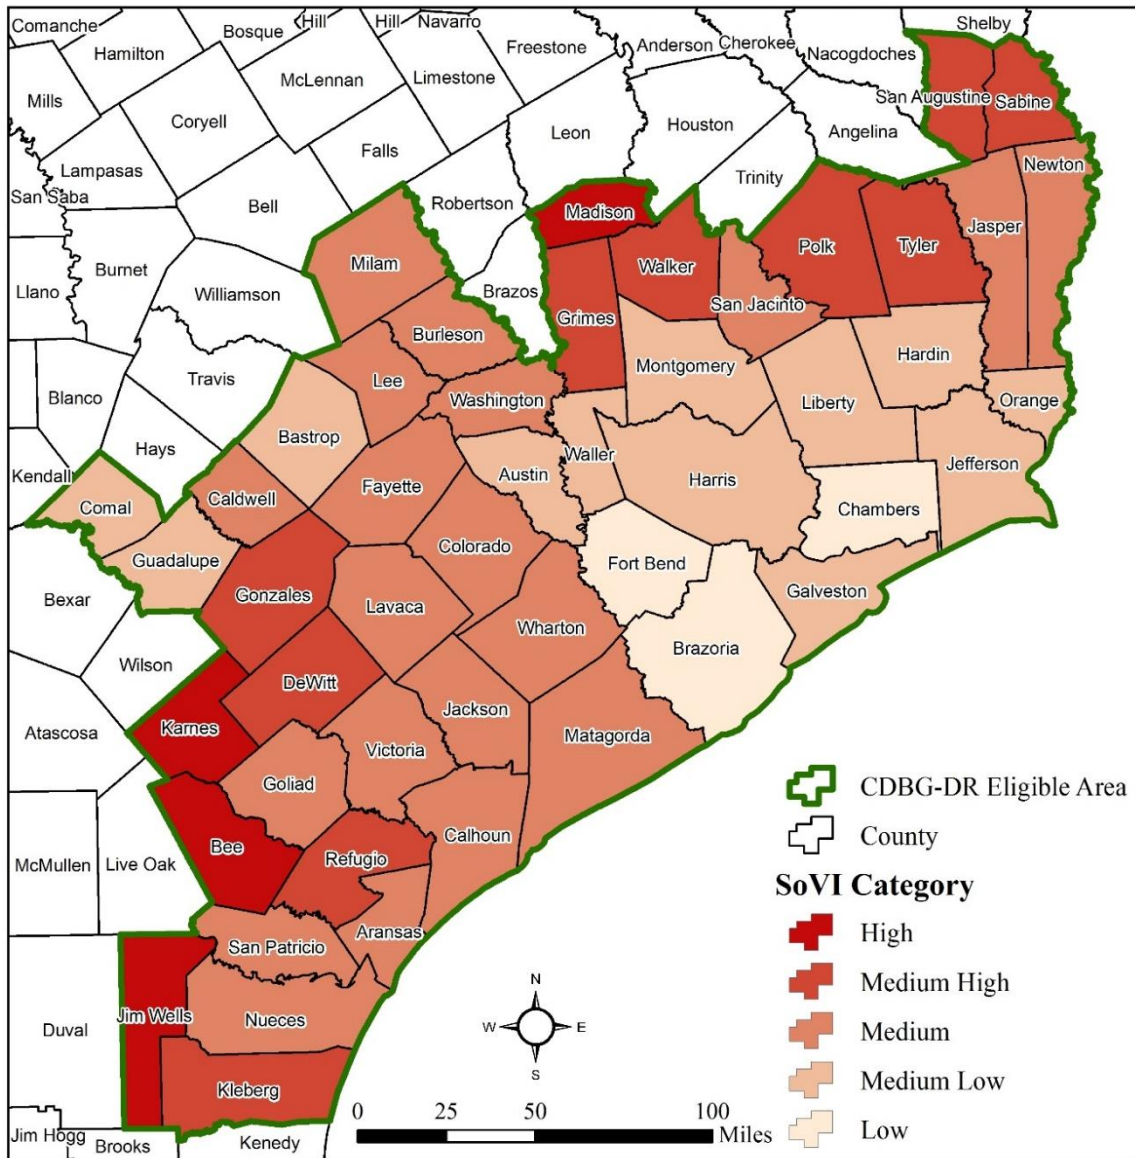 Comanche
Hamilton
Bosque
Hill
Hill
Navarro
Freestone
Anderson
Cherokee
Nacogdoches
Shelby
Mills
Coryell
McLennan
Limestone
San Augustine
Sabine
Lampasas
Falls
Leon
Houston
Angelina
San Saba
Bell
Robertson
Trinity
Newton
Madison
Jasper
Burnet
Milam
Walker
Polk
Tyler
Llano
Williamson
Brazos
Grimes
San Jacinto
Burleson
Blanco
Travis
Lee
Montgomery
Hardin
Washington
Liberty
Orange
Kendall
Hays
Bastrop
Austin
Waller
Harris
Jefferson
Comal
Caldwell
Fayette
Chambers
Guadalupe
Colorado
Fort Bend
Galveston
Bexar
Gonzales
Lavaca
Wharton
Brazoria
Wilson
DeWitt
Jackson
Atascosa
Karnes
Victoria
Matagorda
Goliad
Calhoun
McMullen
Live Oak
Bee
Refugio
San Patricio
Aransas
Duval
Jim Wells
Nueces
Kleberg
Jim Hogg
Brooks
Kenedy
CDBG-DR Eligible Area
County
SoVI Category
High
Medium High
Medium
Medium Low
Low
N
W E
S
0 25 50 100
Miles